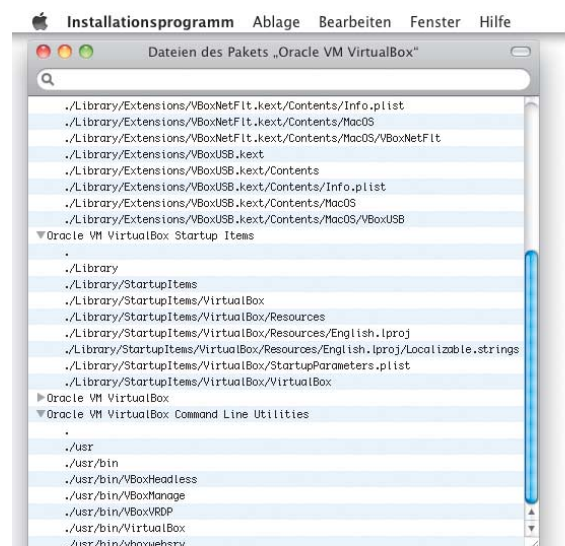 Installationsprogramm Ablage Bearbeiten Fenster Hilfe
Dateien des Pakets „Oracle VM VirtualBox“
./Library/Extensions/VBoxNetFlt.kext/Contents/Info.plist
./Library/Extensions/VBoxNetFlt.kext/Contents/MacOS
./Library/Extensions/VBoxNetFlt.kext/Contents/MacOS/VBoxNetFlt
./Library/Extensions/VBoxUSB.kext
./Library/Extensions/VBoxUSB.kext/Contents
./Library/Extensions/VBoxUSB.kext/Contents/Info.plist
./Library/Extensions/VBoxUSB.kext/Contents/MacOS
./Library/Extensions/VBoxUSB.kext/Contents/MacOS/VBoxUSB
Oracle VM VirtualBox Startup Items
.
./Library
./Library/StartupItems
./Library/StartupItems/VirtualBox
./Library/StartupItems/VirtualBox/Resources
./Library/StartupItems/VirtualBox/Resources/English.lproj
./Library/StartupItems/VirtualBox/Resources/English.lproj/Localizable.strings
./Library/StartupItems/VirtualBox/StartupParameters.plist
./Library/StartupItems/VirtualBox/VirtualBox
Oracle VM VirtualBox
Oracle VM VirtualBox Command Line Utilities
.
./usr
./usr/bin
./usr/bin/VBoxHeadless
./usr/bin/VBoxManage
./usr/bin/VBoxVRDP
./usr/bin/VirtualBox
./usr/bin/vboxwebsrv